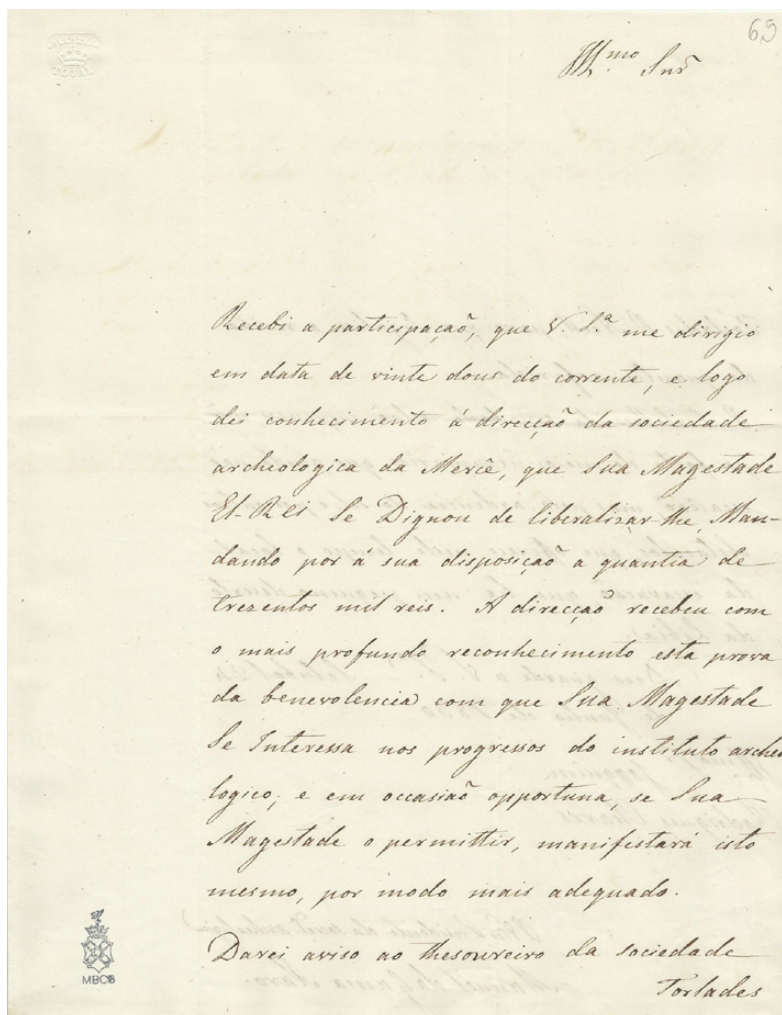 69
Ill.mo Snr
Recebi a participação, que V. S.ª me dirigio
em data de vinte dous do corrente, e logo
dei conhecimento á direcção da sociedade
archeologica da Mercê, que Sua Magestade
El-Rei Se Dignou de liberalizar-lhe, Man-
dando por á sua disposição a quantia de
trezentos mil reis. A direcção recebeu com
o mais profundo reconhecimento esta prova
da benevolencia com que Sua Magestade
Se Interessa nos progressos do instituto archeo
logico, e em occasião opportuna, se Sua
Magestade o permittir, manifestará isto
mesmo, por modo mais adequado.
Darei aviso ao thesoureiro da sociedade
Torlades
MBCB